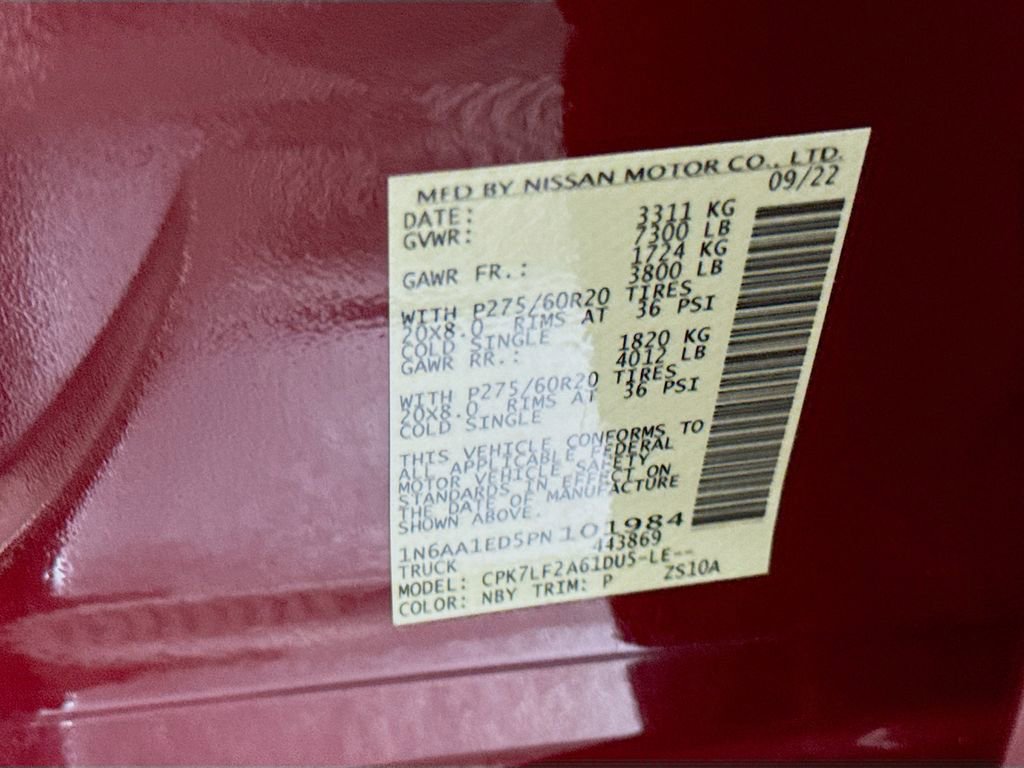 MFD BY NISSAN MOTOR CO., LTD.
DATE: 09/22
GVWR: 3311 KG
7300 LB
GAWR FR.: 1724 KG
3800 LB
WITH P275/60R20 TIRES
20X8.0 RIMS AT 36 PSI
COLD SINGLE
GAWR RR.: 1820 KG
4012 LB
WITH P275/60R20 TIRES
20X8.0 RIMS AT 36 PSI
COLD SINGLE
THIS VEHICLE CONFORMS TO
ALL APPLICABLE FEDERAL
MOTOR VEHICLE SAFETY
STANDARDS IN EFFECT ON
THE DATE OF MANUFACTURE
SHOWN ABOVE.
1N6AA1ED5PN101984
TRUCK 443869
MODEL: CPK7LF2A61DU5-LE--
COLOR: NBY TRIM: P ZS10A